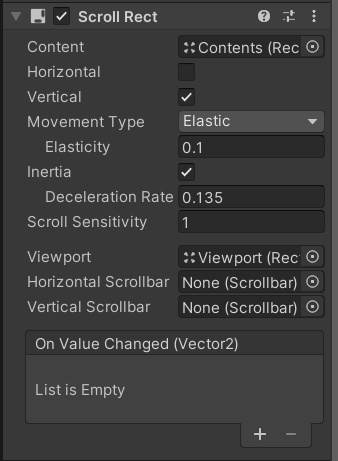 Scroll Rect
Content Contents (Rec
Horizontal
Vertical
Movement Type Elastic
Elasticity 0.1
Inertia
Deceleration Rate 0.135
Scroll Sensitivity 1
Viewport Viewport (Rec
Horizontal Scrollbar None (Scrollbar)
Vertical Scrollbar None (Scrollbar)
On Value Changed (Vector2)
List is Empty